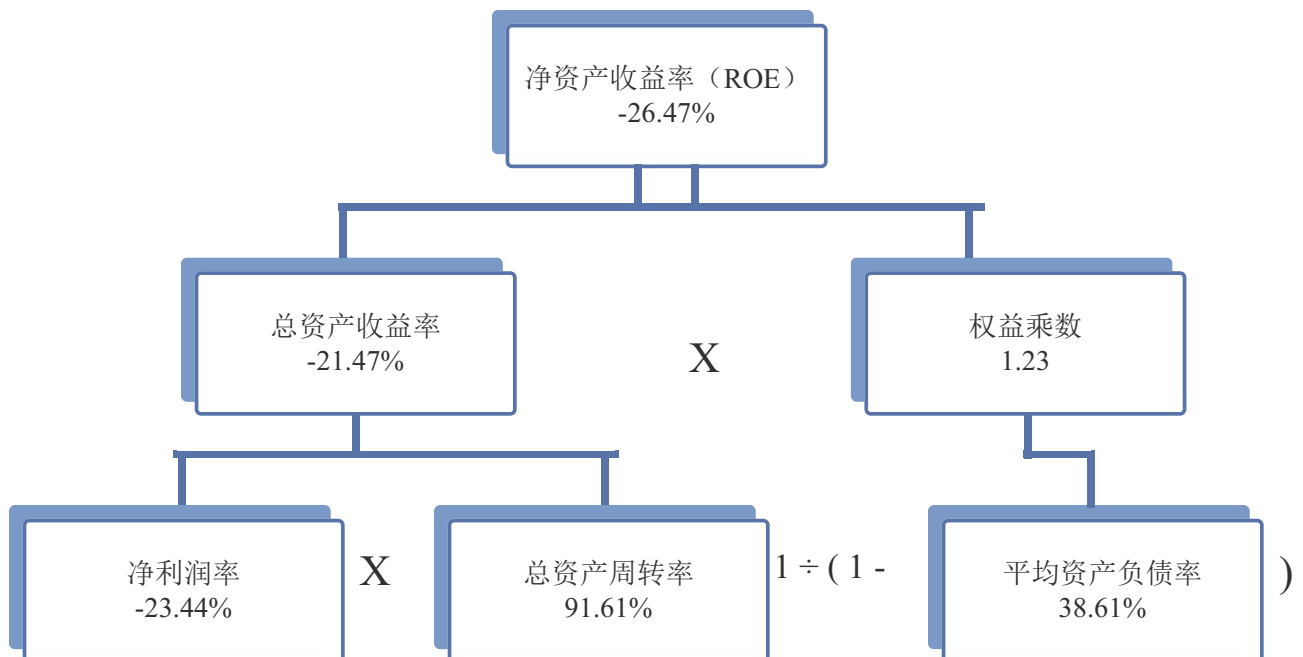 净资产收益率（ROE）
-26.47%
总资产收益率
-21.47%
X
权益乘数
1.23
净利润率
-23.44%
X
总资产周转率
91.61%
1 ÷ ( 1 -
平均资产负债率
38.61%
)